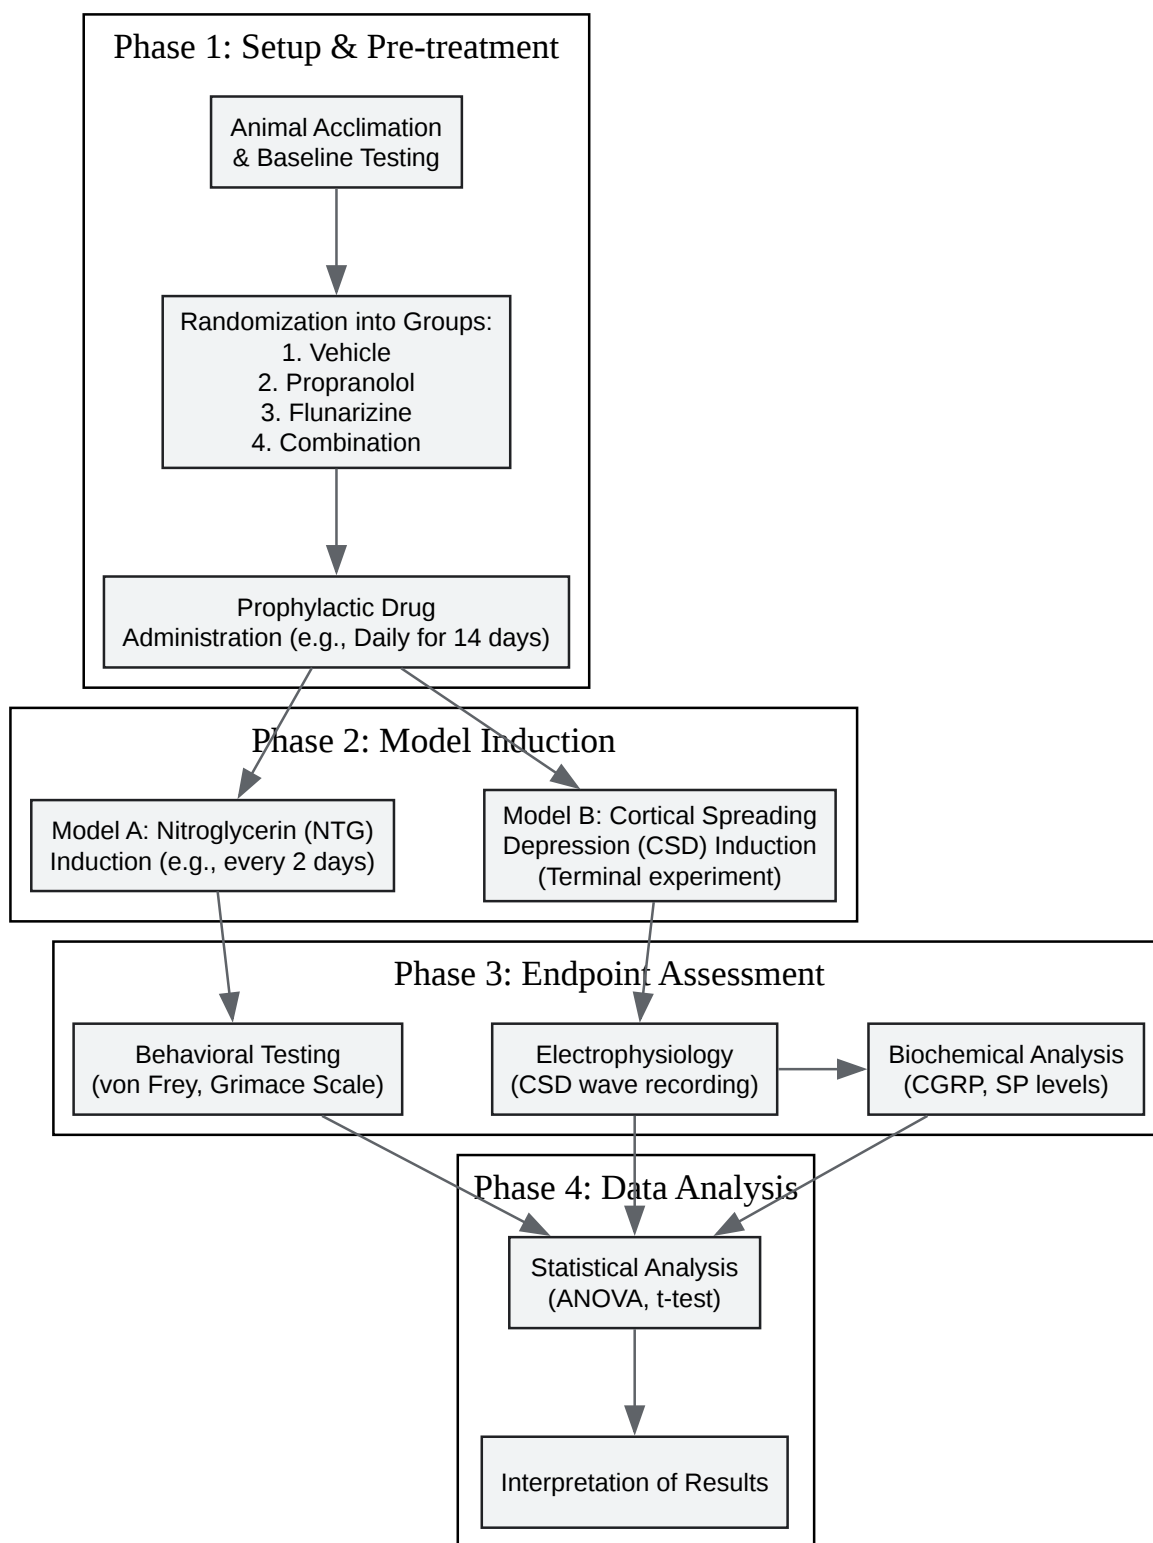 Phase 1: Setup & Pre-treatment
Animal Acclimation
& Baseline Testing
Randomization into Groups:
1. Vehicle
2. Propranolol
3. Flunarizine
4. Combination
Prophylactic Drug
Administration (e.g., Daily for 14 days)
Phase 2: Model Induction
Model A: Nitroglycerin (NTG)
Induction (e.g., every 2 days)
Model B: Cortical Spreading
Depression (CSD) Induction
(Terminal experiment)
Phase 3: Endpoint Assessment
Behavioral Testing
(von Frey, Grimace Scale)
Electrophysiology
(CSD wave recording)
Biochemical Analysis
(CGRP, SP levels)
Phase 4: Data Analysis
Statistical Analysis
(ANOVA, t-test)
Interpretation of Results